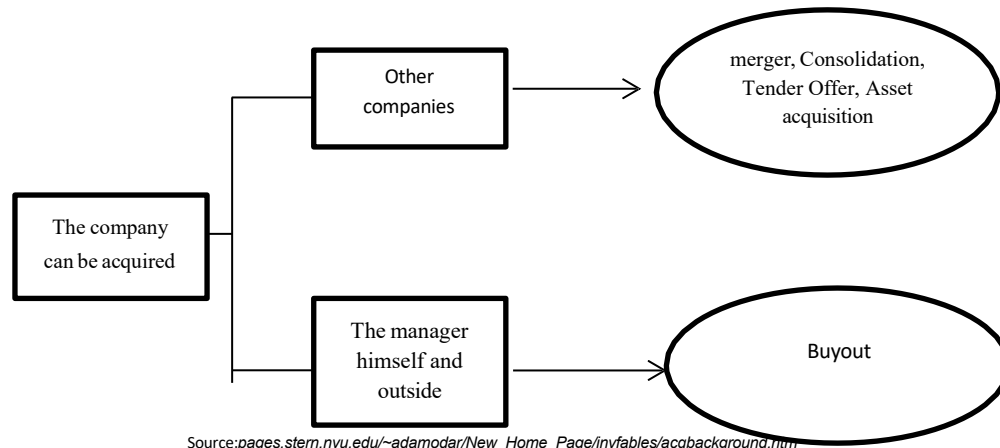 Other
companies
merger, Consolidation,
Tender Offer, Asset
acquisition
The company
can be acquired
The manager
himself and
outside
Buyout
Source:pages.stern.nyu.edu/~adamodar/New_Home_Page/invfables/acqbackground.htm